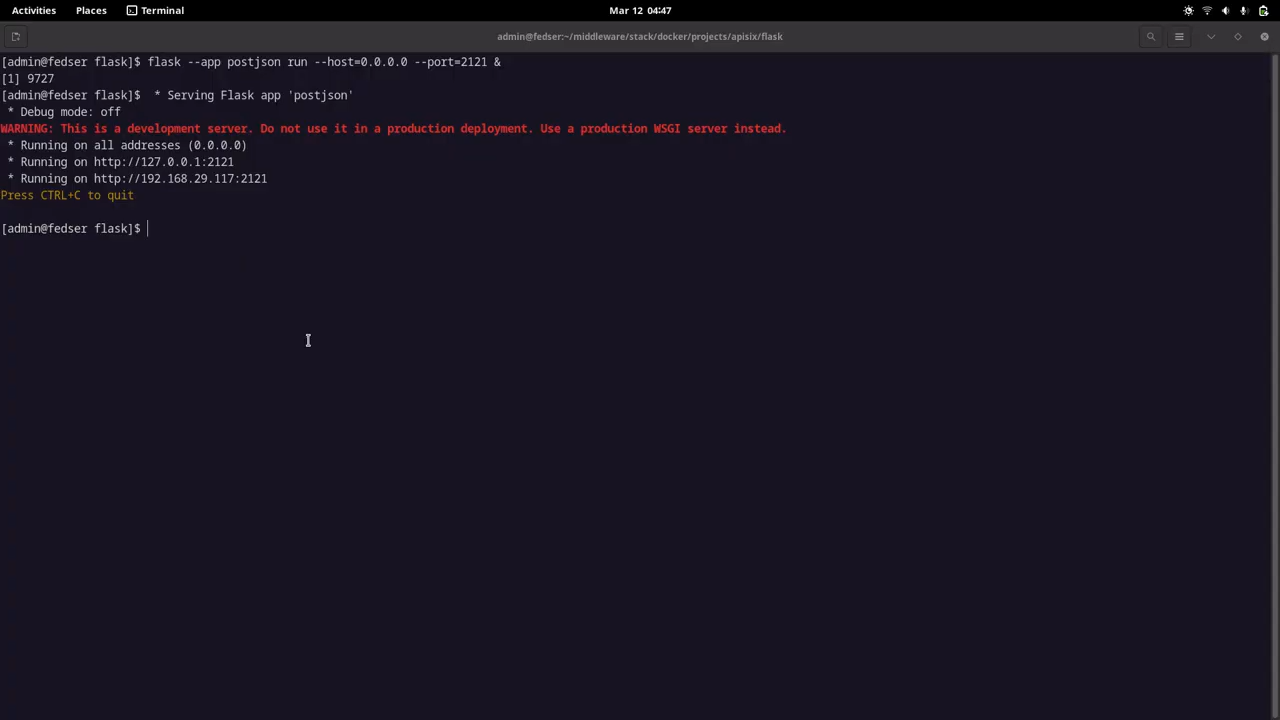 Activities Places Terminal Mar 12 04:47
admin@fedser:~/middleware/stack/docker/projects/apisix/flask
[admin@fedser flask]$ flask --app postjson run --host=0.0.0.0 --port=2121 &
[1] 9727
[admin@fedser flask]$  * Serving Flask app 'postjson'
 * Debug mode: off
WARNING: This is a development server. Do not use it in a production deployment. Use a production WSGI server instead.
 * Running on all addresses (0.0.0.0)
 * Running on http://127.0.0.1:2121
 * Running on http://192.168.29.117:2121
Press CTRL+C to quit
[admin@fedser flask]$